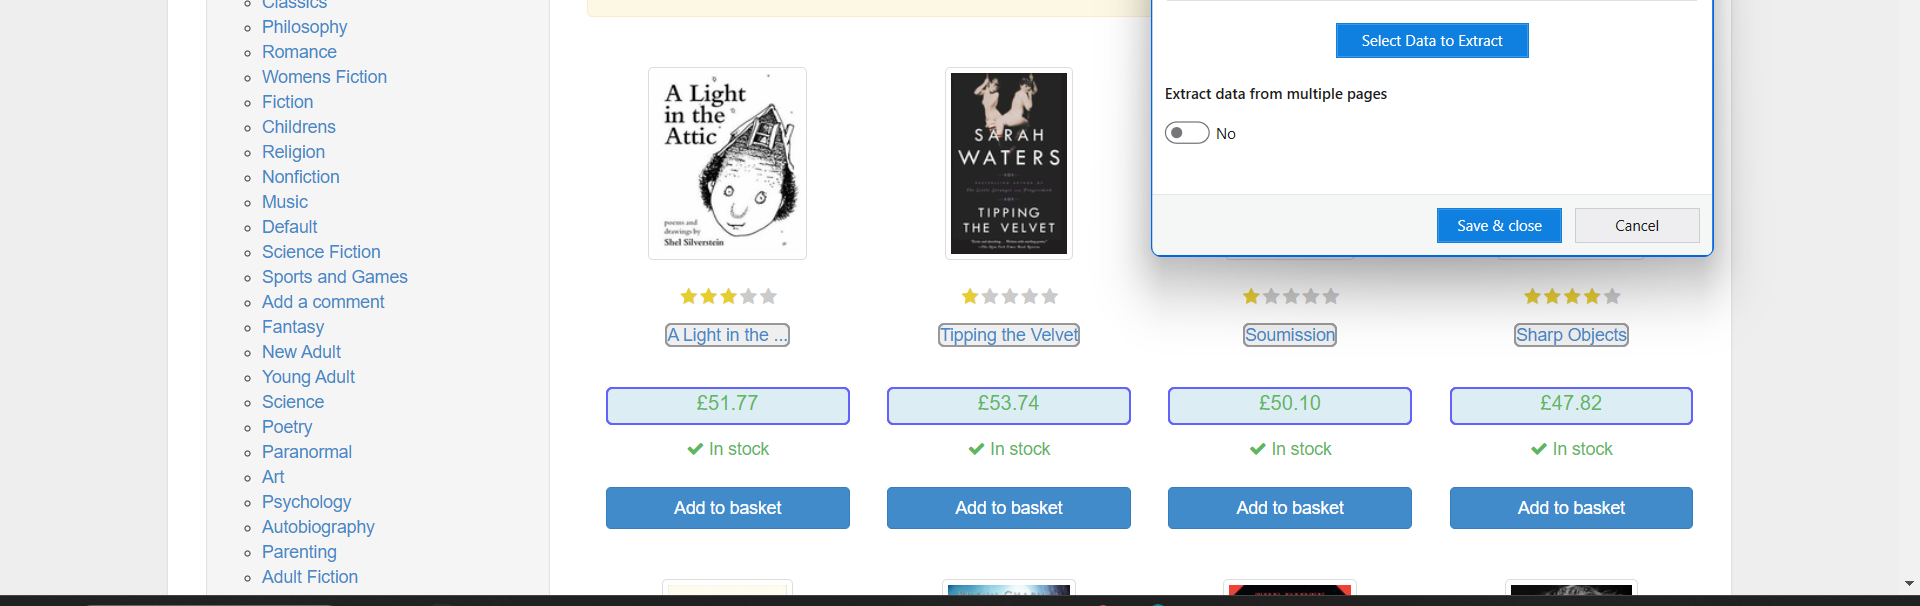 Classics
Philosophy
Romance
Womens Fiction
Fiction
Childrens
Religion
Nonfiction
Music
Default
Science Fiction
Sports and Games
Add a comment
Fantasy
New Adult
Young Adult
Science
Poetry
Paranormal
Art
Psychology
Autobiography
Parenting
Adult Fiction
A Light
in the
Attic
poems and
drawings by
Shel Silverstein
SARAH
WATERS
TIPPING
THE VELVET
Select Data to Extract
Extract data from multiple pages
No
Save & close
Cancel
A Light in the ...
Tipping the Velvet
Soumission
Sharp Objects
£51.77
£53.74
£50.10
£47.82
In stock
In stock
In stock
In stock
Add to basket
Add to basket
Add to basket
Add to basket